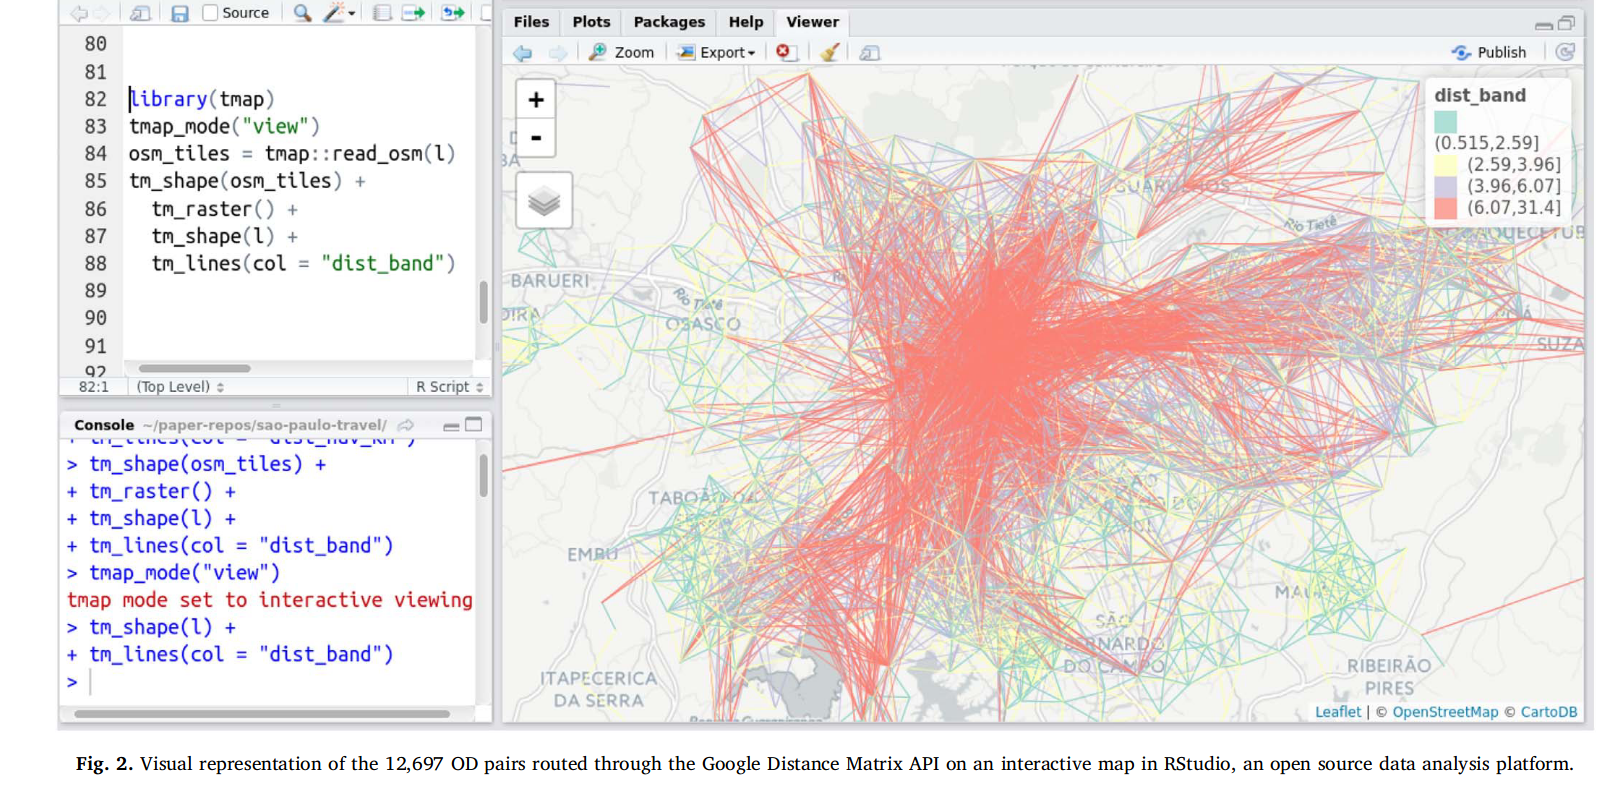 Source
80
81
82 library(tmap)
83 tmap_mode("view")
84 osm_tiles = tmap::read_osm(l)
85 tm_shape(osm_tiles) +
86 tm_raster() +
87 tm_shape(l) +
88 tm_lines(col = "dist_band")
89
90
91
92
82:1 (Top Level) R Script
Console ~/paper-repos/sao-paulo-travel/
+ tm_lines(col = "dist_nav_km")
> tm_shape(osm_tiles) +
+ tm_raster() +
+ tm_shape(l) +
+ tm_lines(col = "dist_band")
> tmap_mode("view")
tmap mode set to interactive viewing
> tm_shape(l) +
+ tm_lines(col = "dist_band")
>
Files Plots Packages Help Viewer
Zoom Export Publish
+
-
dist_band
(0.515,2.59]
(2.59,3.96]
(3.96,6.07]
(6.07,31.4]
GUARULHOS
Rio Tietê
BARUERI
Rio Tietê
OSASCO
SUZA
TABOÃO DA
EMBU
MAUÁ
SÃO
BERNARDO
DO CAMPO
ITAPECERICA
DA SERRA
RIBEIRÃO
PIRES
Leaflet | © OpenStreetMap © CartoDB
Fig. 2. Visual representation of the 12,697 OD pairs routed through the Google Distance Matrix API on an interactive map in RStudio, an open source data analysis platform.